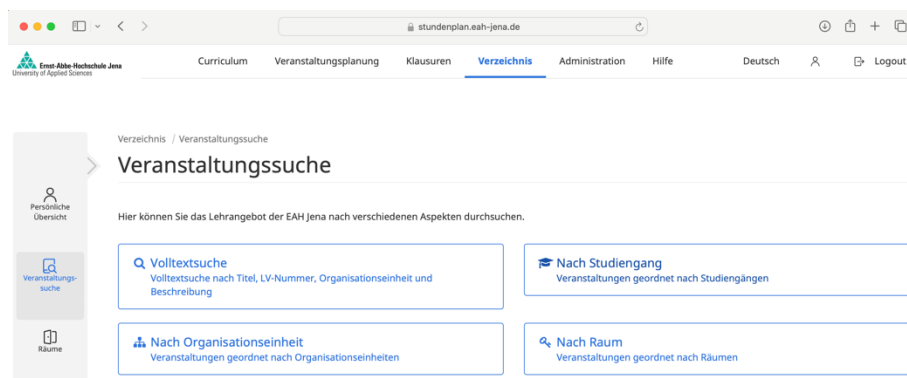 stundenplan.eah-jena.de
Ernst-Abbe-Hochschule Jena
University of Applied Sciences
Curriculum Veranstaltungsplanung Klausuren Verzeichnis Administration Hilfe Deutsch Logout
Verzeichnis / Veranstaltungssuche
Veranstaltungssuche
Persönliche
Übersicht
Hier können Sie das Lehrangebot der EAH Jena nach verschiedenen Aspekten durchsuchen.
Veranstaltungs-
suche
Volltextsuche
Volltextsuche nach Titel, LV-Nummer, Organisationseinheit und
Beschreibung
Nach Studiengang
Veranstaltungen geordnet nach Studiengängen
Räume
Nach Organisationseinheit
Veranstaltungen geordnet nach Organisationseinheiten
Nach Raum
Veranstaltungen geordnet nach Räumen